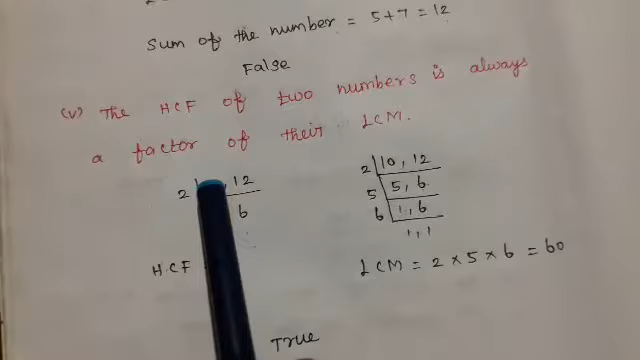 Sum of the number = 5+7 = 12
False
(v) The HCF of two numbers is always
a factor of their LCM.
2 , 12
6
2 10, 12
5 5, 6
6 1, 6
1, 1
H.C.F
LCM = 2 × 5 × 6 = 60
True